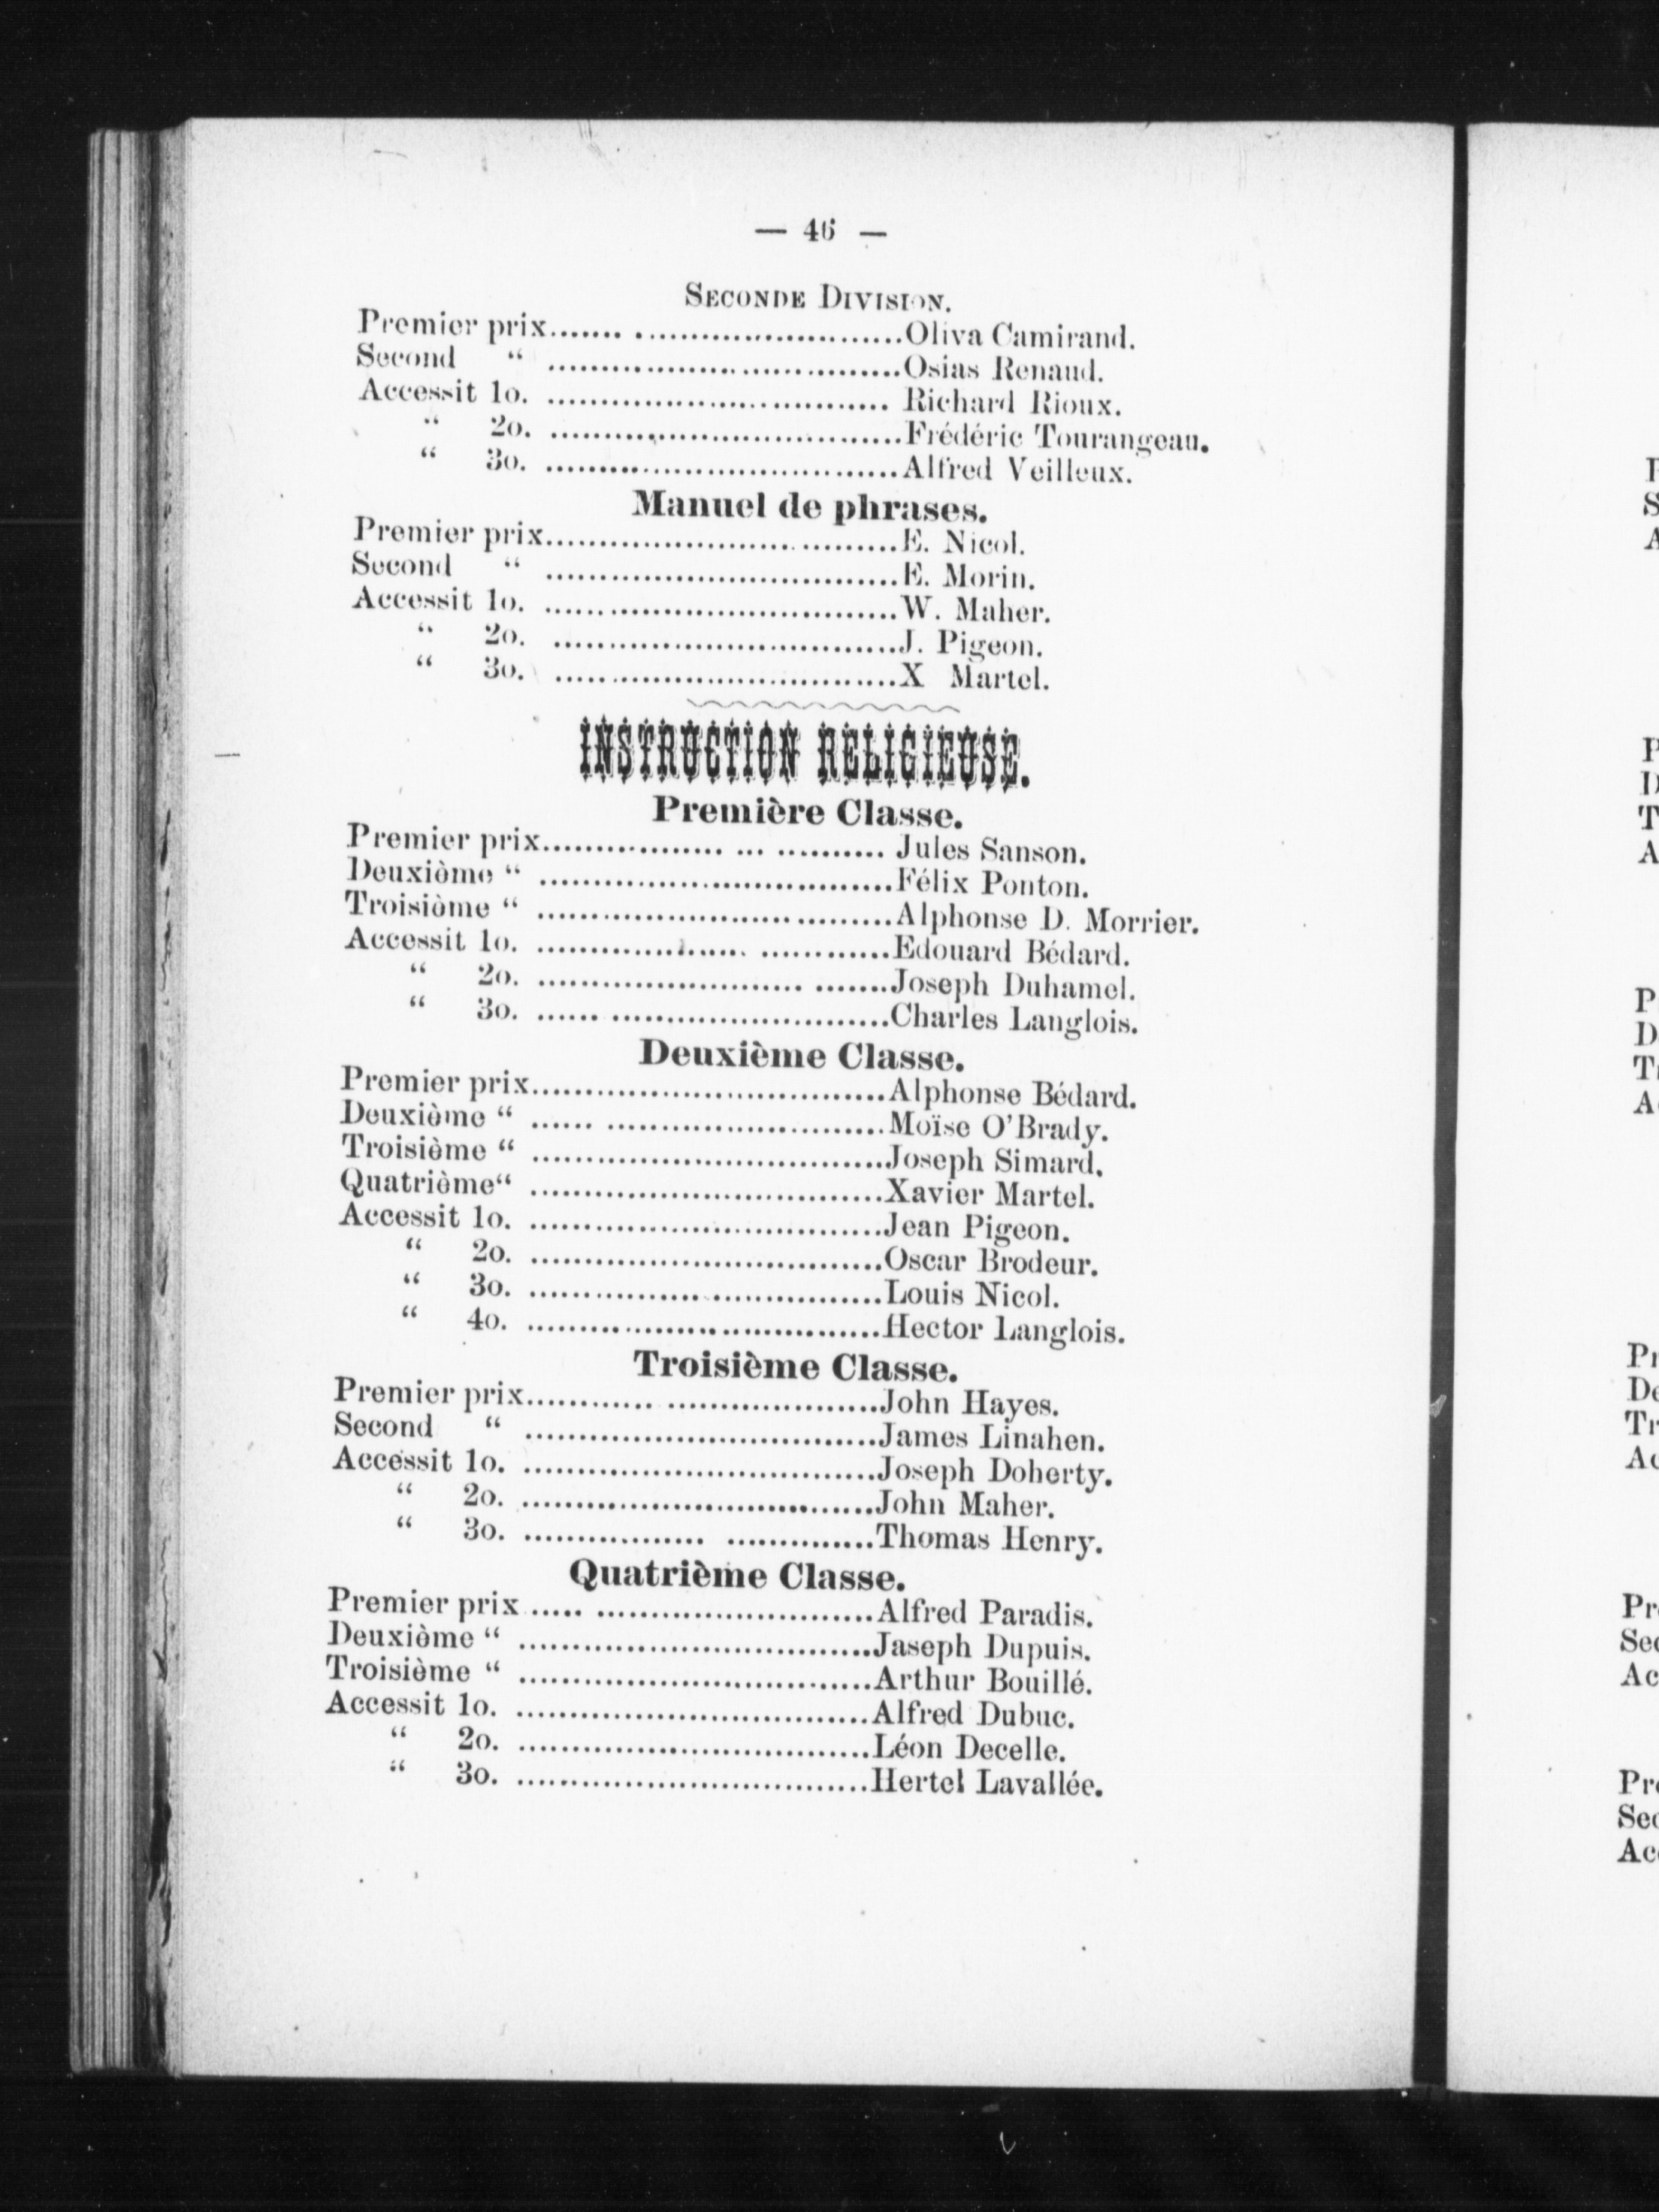 — 46 —
SECONDE DIVISION.
Premier prix....... .........................Oliva Camirand.
Second “ .................................Osias Renaud.
Accessit 1o. ................................ Richard Rioux.
“ 2o. .................................Frédéric Tourangeau.
“ 3o. .................................Alfred Veilleux.
Manuel de phrases.
Premier prix.................................E. Nicol.
Second “ .................................E. Morin.
Accessit 1o. .................................W. Maher.
“ 2o. .................................J. Pigeon.
“ 3o. .................................X Martel.
INSTRUCTION RELIGIEUSE.
Première Classe.
Premier prix................. ... .......... Jules Sanson.
Deuxième “ .................................Félix Ponton.
Troisième “ .................................Alphonse D. Morrier.
Accessit 1o. .................... ............Edouard Bédard.
“ 2o. ......................... .......Joseph Duhamel.
“ 3o. ...... ..........................Charles Langlois.
Deuxième Classe.
Premier prix.................................Alphonse Bédard.
Deuxième “ ...... ..........................Moïse O'Brady.
Troisième “ .................................Joseph Simard.
Quatrième“ .................................Xavier Martel.
Accessit 1o. .................................Jean Pigeon.
“ 2o. .................................Oscar Brodeur.
“ 3o. .................................Louis Nicol.
“ 4o. .................................Hector Langlois.
Troisième Classe.
Premier prix............ ....................John Hayes.
Second “ .................................James Linahen.
Accessit 1o. .................................Joseph Doherty.
“ 2o. .................................John Maher.
“ 3o. ................. ..............Thomas Henry.
Quatrième Classe.
Premier prix ..... ..........................Alfred Paradis.
Deuxième “ .................................Jaseph Dupuis.
Troisième “ .................................Arthur Bouillé.
Accessit 1o. .................................Alfred Dubuc.
“ 2o. .................................Léon Decelle.
“ 3o. .................................Hertel Lavallée.